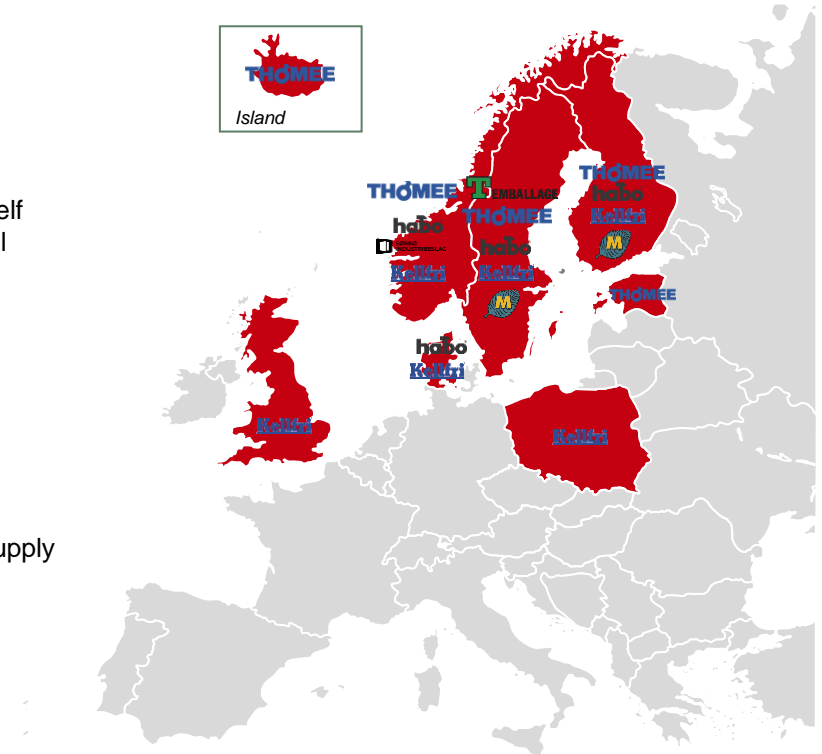 THOMEE
Island
elf
l
THOMEE
T EMBALLAGE
THOMEE
habo
Kellfri
M
THOMEE
habo
INDUSTRIBESLAG
Kellfri
habo
Kellfri
M
THOMEE
habo
Kellfri
Kellfri
Kellfri
upply